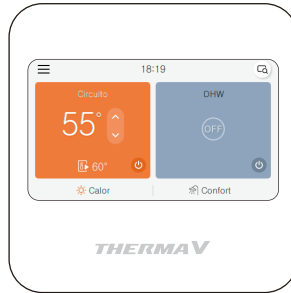 18:19
Circuito
DHW
55°
OFF
60°
Calor
Confort
THERMA V